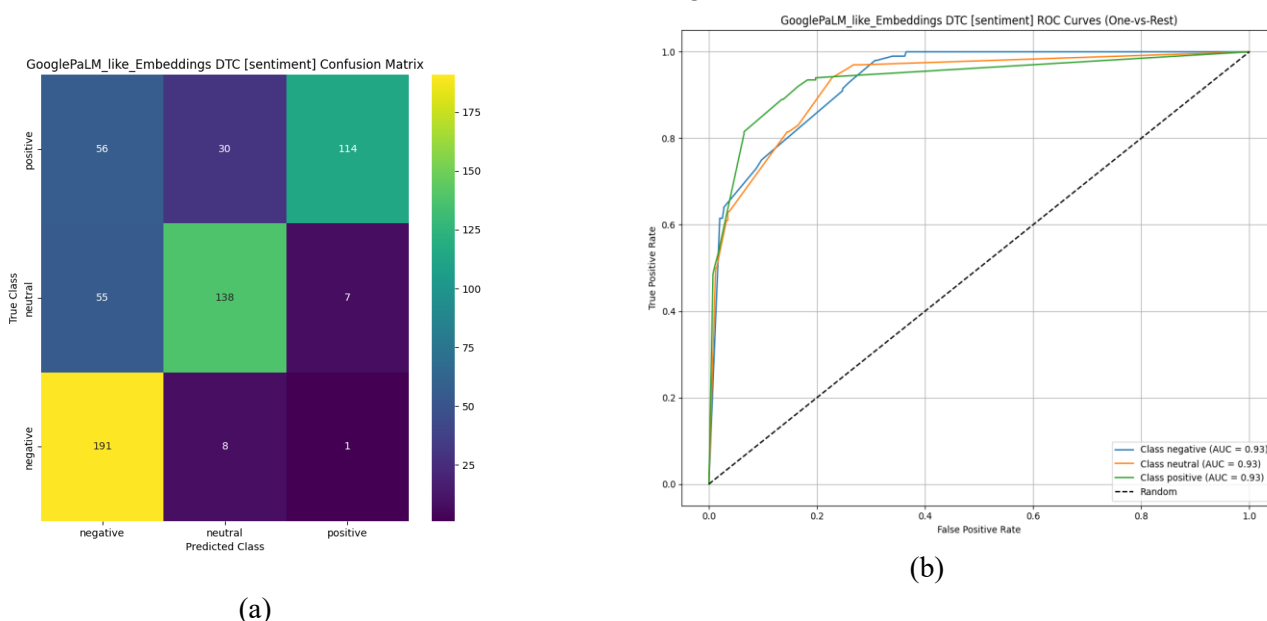 GooglePaLM_like_Embeddings DTC [sentiment] Confusion Matrix
positive
neutral
negative
True Class
56 30 114
55 138 7
191 8 1
negative neutral positive
Predicted Class
175
150
125
100
75
50
25
(a)
GooglePaLM_like_Embeddings DTC [sentiment] ROC Curves (One-vs-Rest)
True Positive Rate
1.0
0.8
0.6
0.4
0.2
0.0
Class negative (AUC = 0.93)
Class neutral (AUC = 0.93)
Class positive (AUC = 0.93)
Random
0.0 0.2 0.4 0.6 0.8 1.0
False Positive Rate
(b)